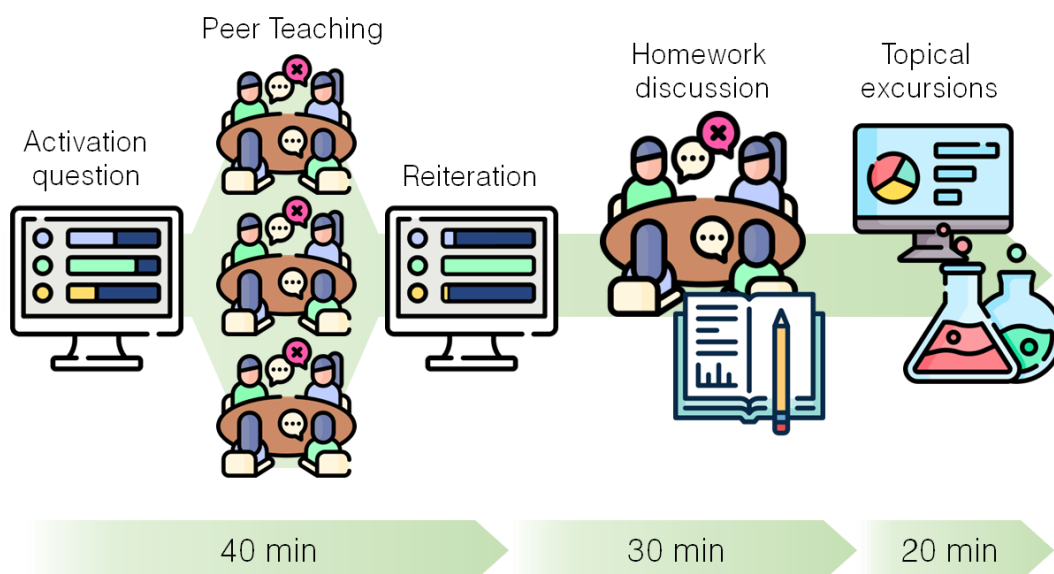 Activation
question
Peer Teaching
Reiteration
Homework
discussion
Topical
excursions
40 min
30 min
20 min